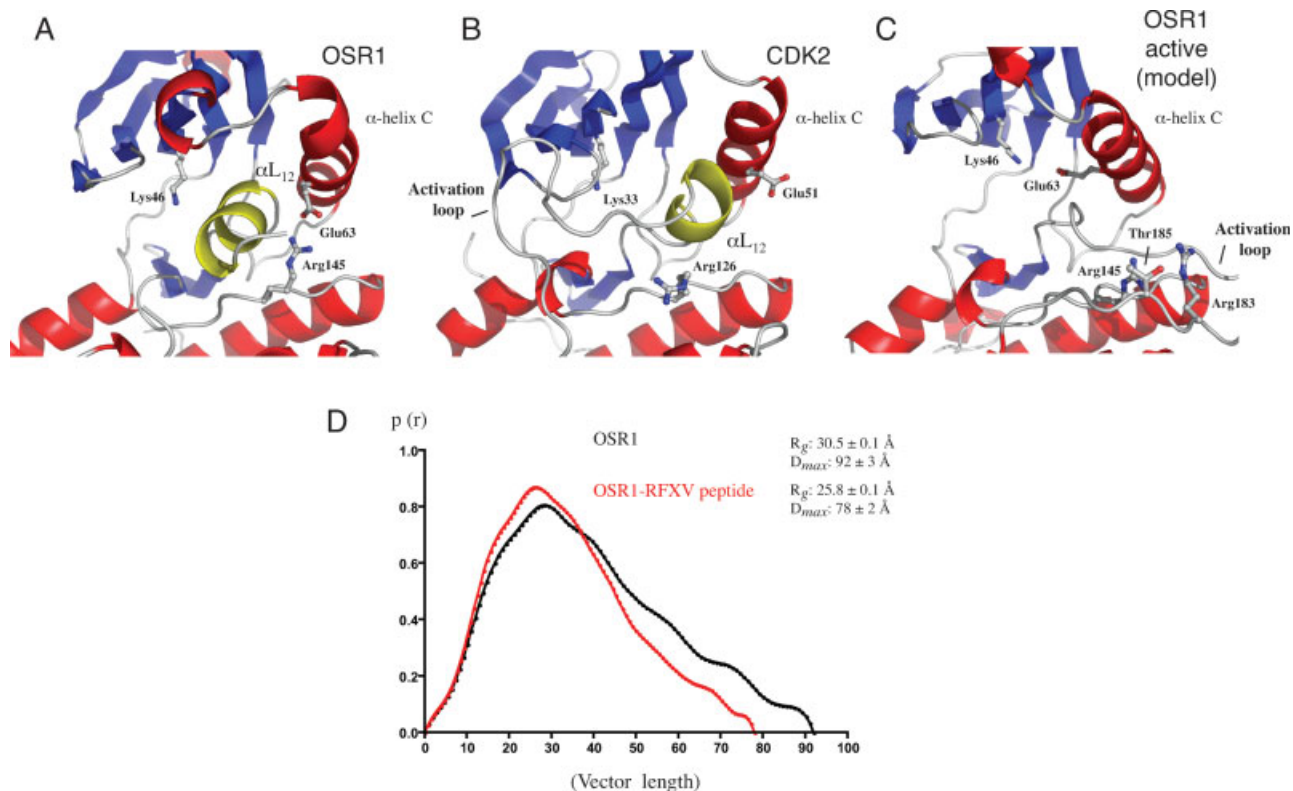 A
OSR1
α-helix C
αL12
Lys46
Glu63
Arg145
B
CDK2
α-helix C
Activation
loop
Lys33
Glu51
αL12
Arg126
C
OSR1
active
(model)
α-helix C
Lys46
Glu63
Thr185
Activation
loop
Arg145
Arg183
D
p (r)
OSR1
Rg: 30.5 ± 0.1 Å
Dmax: 92 ± 3 Å
OSR1-RFXV peptide
Rg: 25.8 ± 0.1 Å
Dmax: 78 ± 2 Å
1.0
0.8
0.6
0.4
0.2
0.0
0 10 20 30 40 50 60 70 80 90 100
(Vector length)